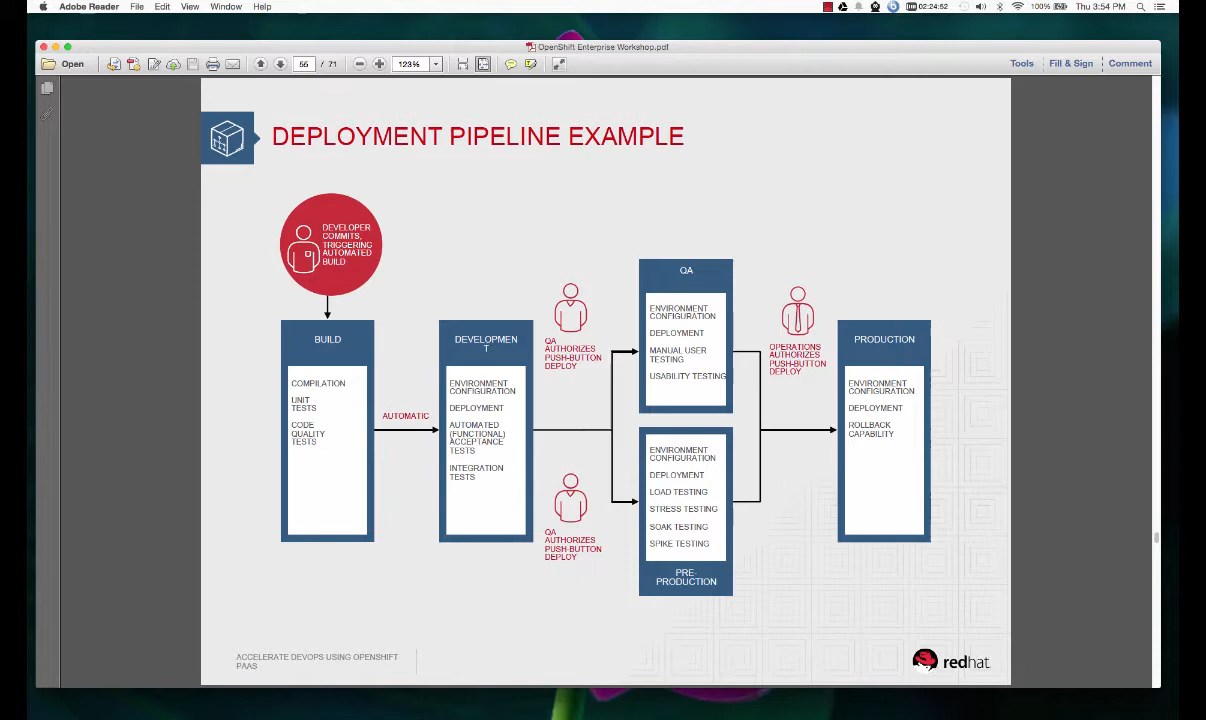 Adobe Reader File Edit View Window Help
02:24:52
100%
Thu 3:54 PM
OpenShift Enterprise Workshop.pdf
Open
/ 71
123%
Tools Fill & Sign Comment
DEPLOYMENT PIPELINE EXAMPLE
DEVELOPER
COMMITS,
TRIGGERING
AUTOMATED
BUILD
BUILD
COMPILATION
UNIT
TESTS
CODE
QUALITY
TESTS
AUTOMATIC
DEVELOPMEN
T
ENVIRONMENT
CONFIGURATION
DEPLOYMENT
AUTOMATED
(FUNCTIONAL)
ACCEPTANCE
TESTS
INTEGRATION
TESTS
QA
AUTHORIZES
PUSH-BUTTON
DEPLOY
QA
AUTHORIZES
PUSH-BUTTON
DEPLOY
QA
ENVIRONMENT
CONFIGURATION
DEPLOYMENT
MANUAL USER
TESTING
USABILITY TESTING
ENVIRONMENT
CONFIGURATION
DEPLOYMENT
LOAD TESTING
STRESS TESTING
SOAK TESTING
SPIKE TESTING
PRE-
PRODUCTION
OPERATIONS
AUTHORIZES
PUSH-BUTTON
DEPLOY
PRODUCTION
ENVIRONMENT
CONFIGURATION
DEPLOYMENT
ROLLBACK
CAPABILITY
ACCELERATE DEVOPS USING OPENSHIFT
PAAS
redhat